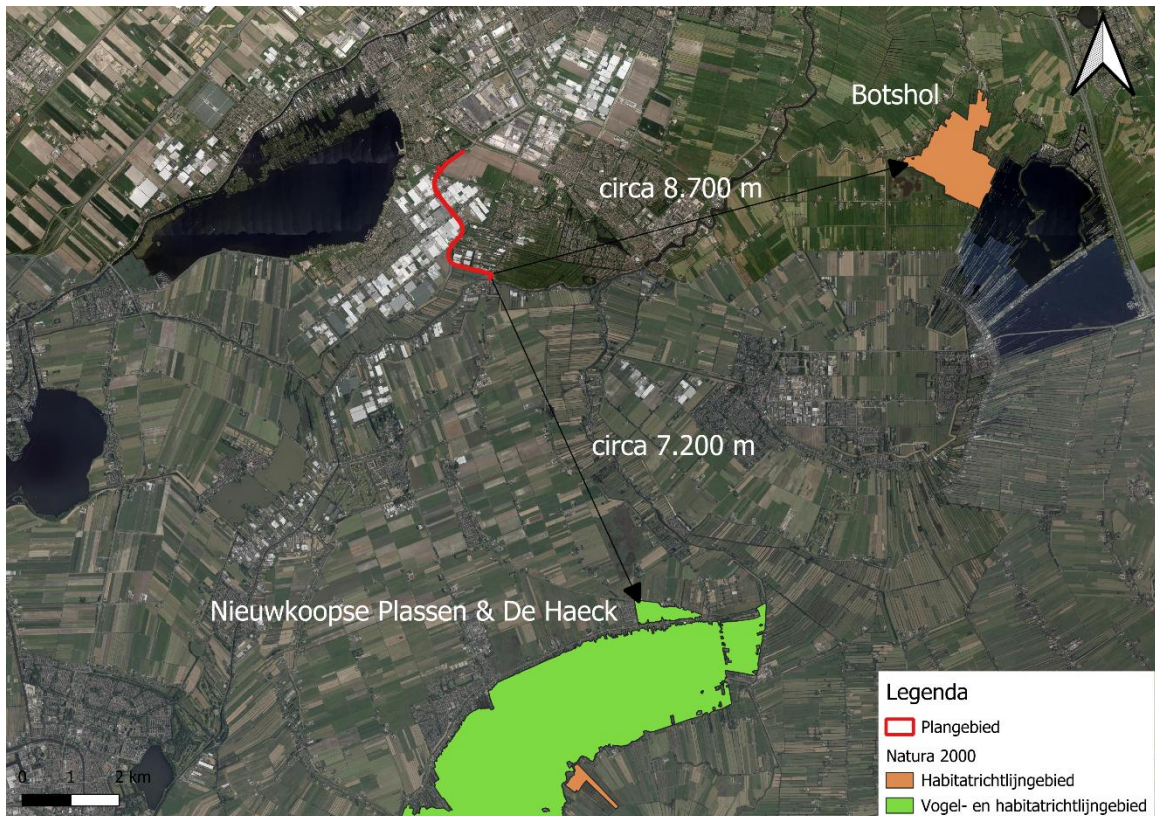 Botshol
circa 8.700 m
circa 7.200 m
Nieuwkoopse Plassen & De Haeck
Legenda
Plangebied
Natura 2000
Habitatrichtlijngebied
Vogel- en habitatrichtlijngebied
0 1 2 km